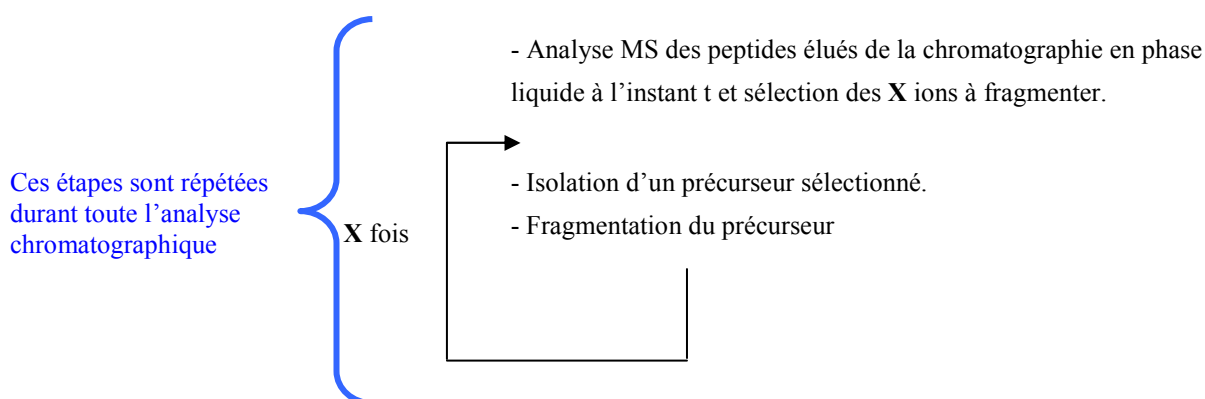 - Analyse MS des peptides élués de la chromatographie en phase
liquide à l’instant t et sélection des X ions à fragmenter.
Ces étapes sont répétées
durant toute l’analyse
chromatographique
X fois
- Isolation d’un précurseur sélectionné.
- Fragmentation du précurseur